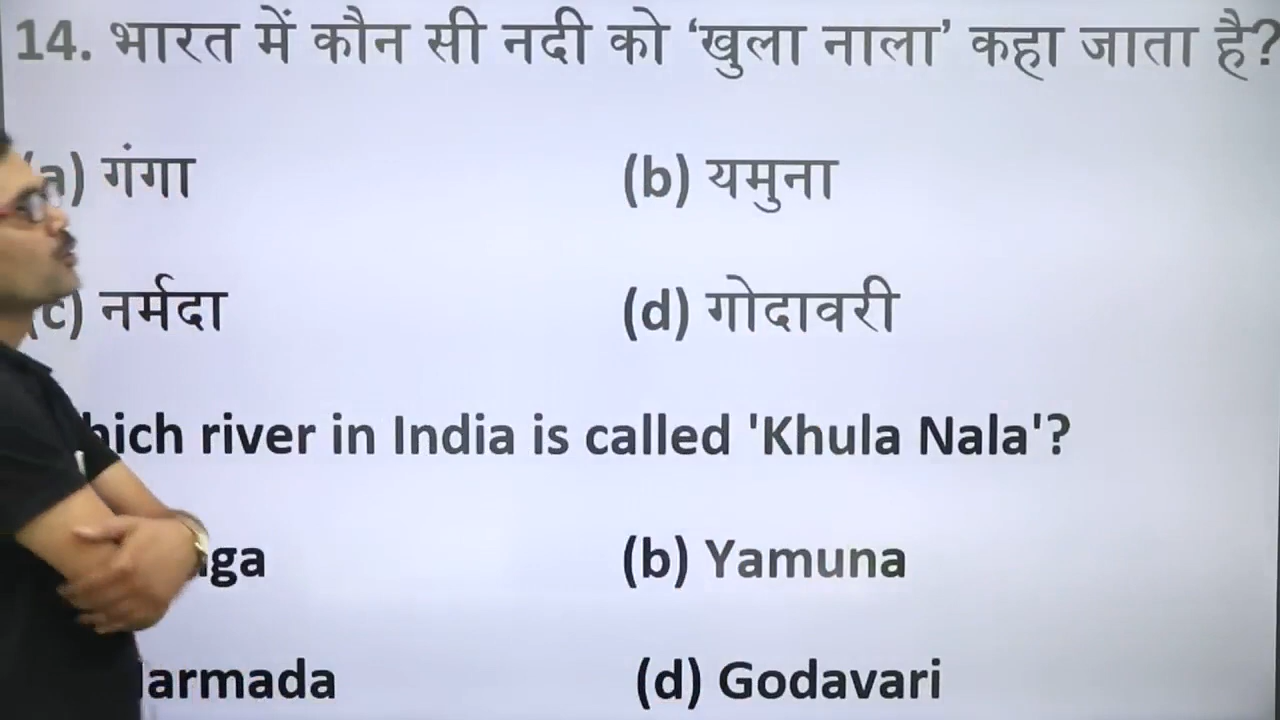 14. भारत में कौन सी नदी को ‘खुला नाला’ कहा जाता है?
a) गंगा (b) यमुना
c) नर्मदा (d) गोदावरी
hich river in India is called 'Khula Nala'?
ga (b) Yamuna
armada (d) Godavari